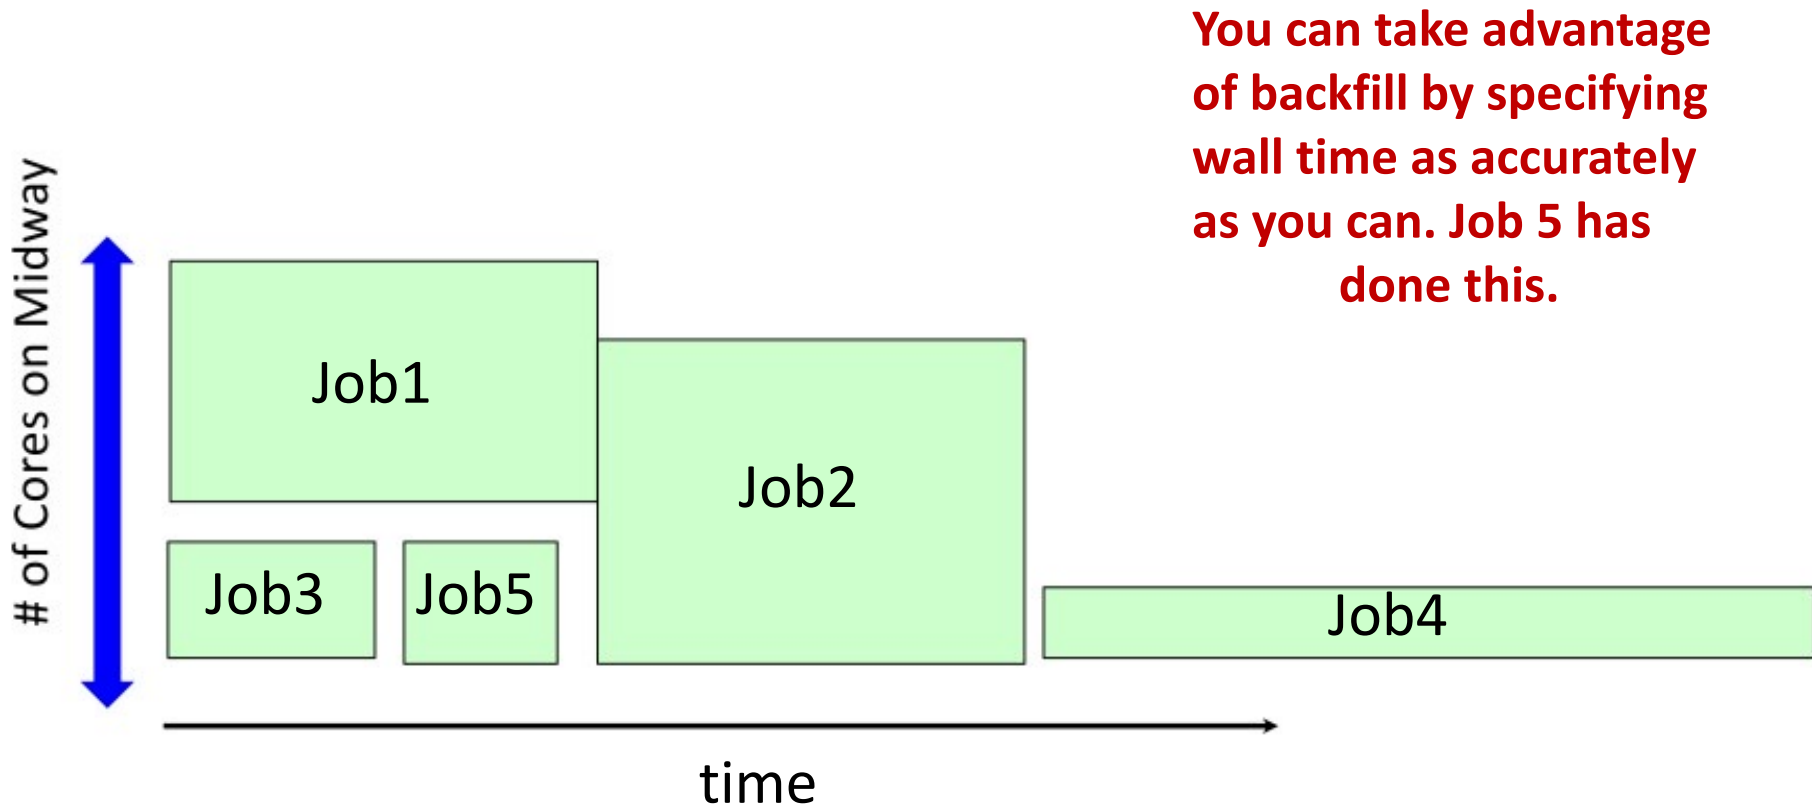 You can take advantage
of backfill by specifying
wall time as accurately
as you can. Job 5 has
done this.
# of Cores on Midway
Job1
Job2
Job3
Job5
Job4
time